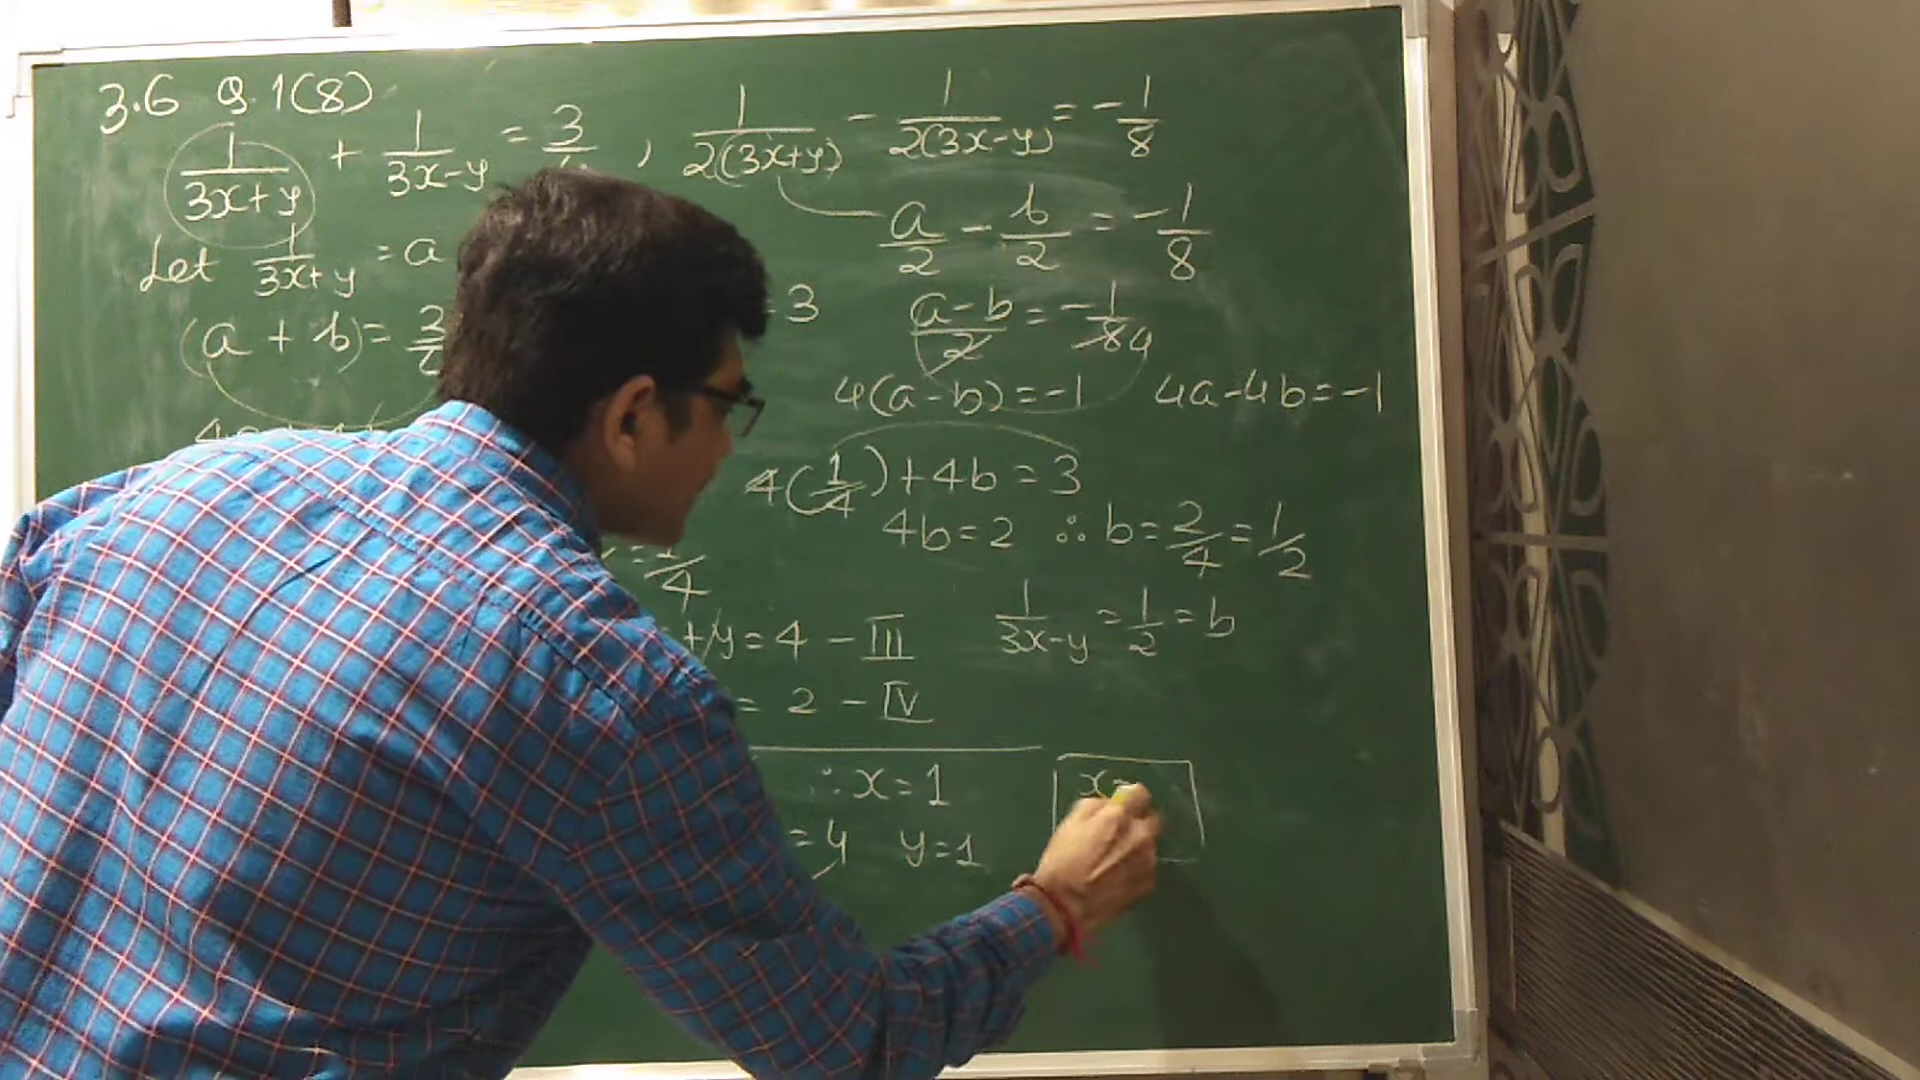 3.6 Q.1(8)
1/(3x+y) + 1/(3x-y) = 3/4 , 1/2(3x+y) - 1/2(3x-y) = -1/8
Let 1/(3x+y) = a
a/2 - b/2 = -1/8
(a + b) = 3/4
3
(a-b)/2 = -1/84
4(a-b) = -1 4a-4b=-1
4(1/4)+4b=3
4b=2 ∴ b=2/4=1/2
=1/4
1/(3x-y) = 1/2 = b
+y=4 - III
= 2 - IV
∴ x=1
x=
=4 y=1